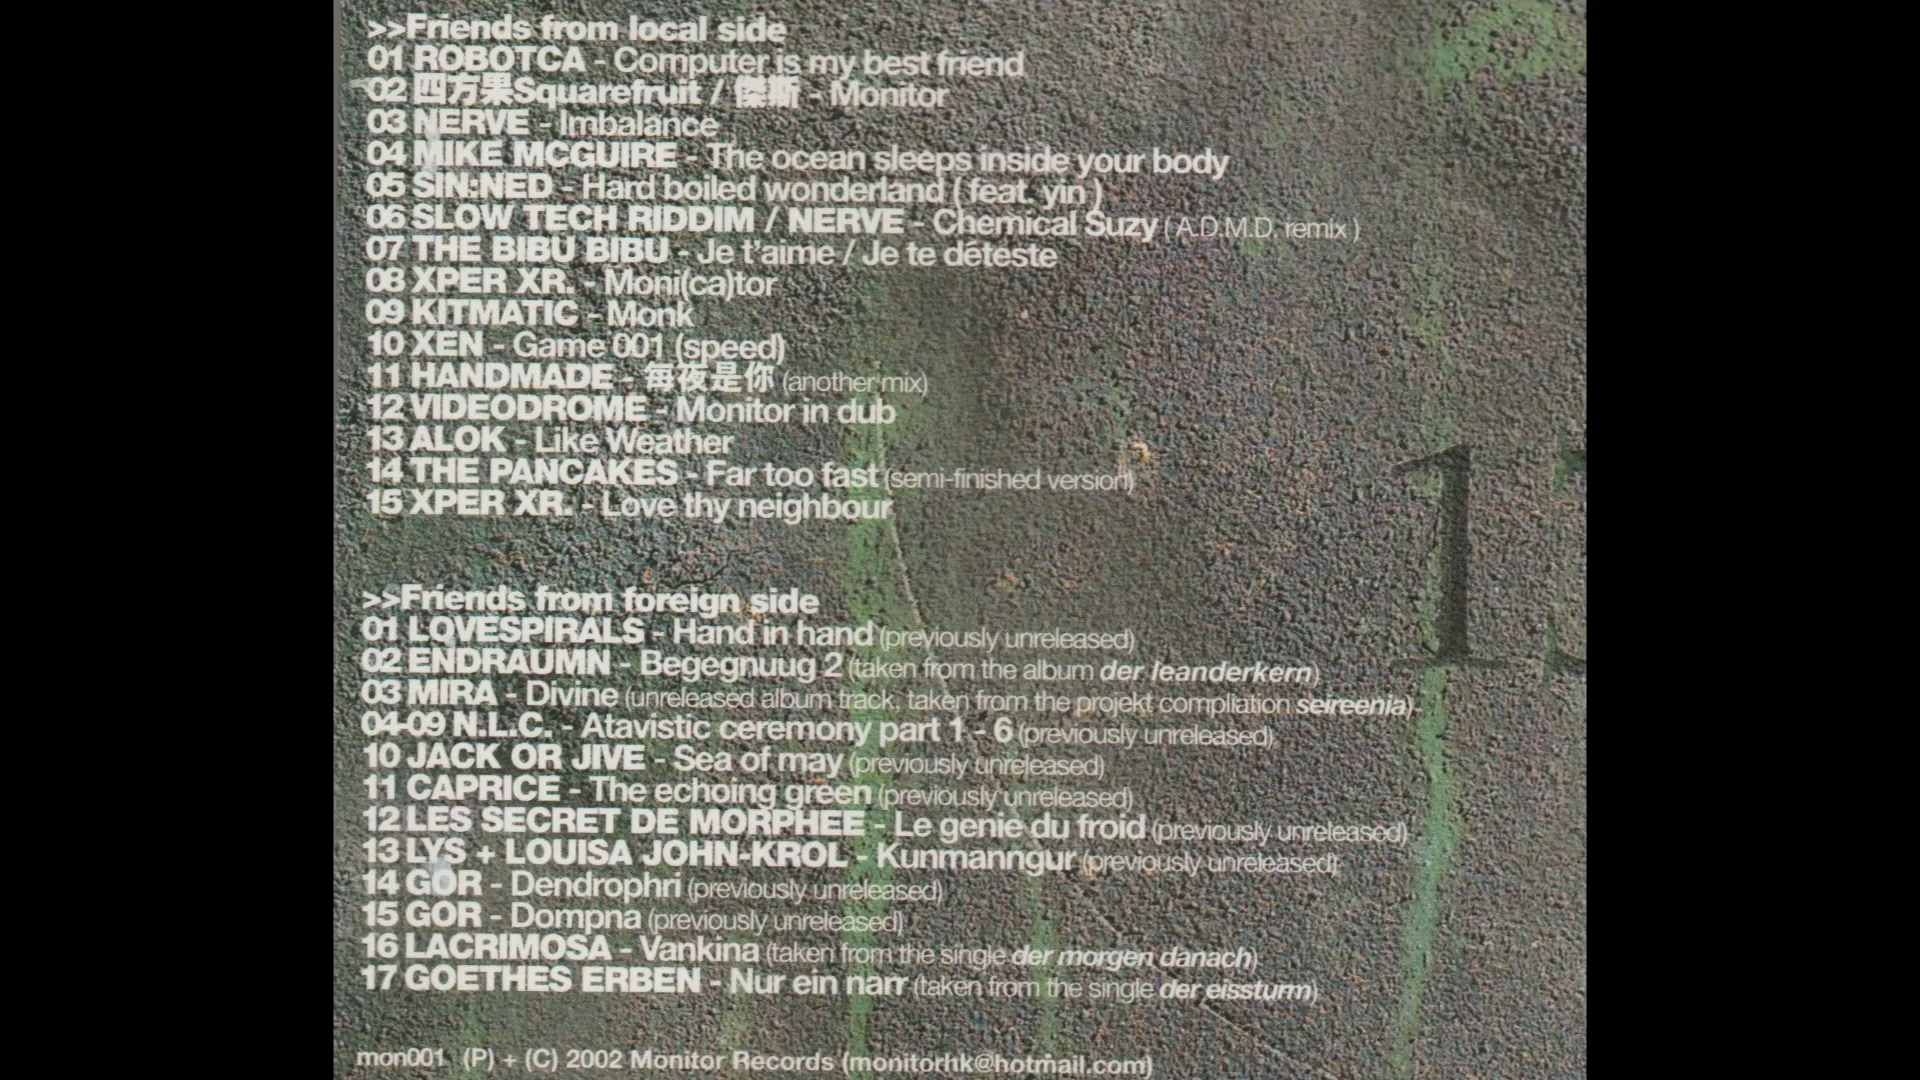 >>Friends from local side
01 ROBOTCA - Computer is my best friend
02 四方果Squarefruit / 傑斯 - Monitor
03 NERVE - Imbalance
04 MIKE MCGUIRE - The ocean sleeps inside your body
05 SIN:NED - Hard boiled wonderland ( feat. yin )
06 SLOW TECH RIDDIM / NERVE - Chemical Suzy ( A.D.M.D. remix )
07 THE BIBU BIBU - Je t'aime / Je te déteste
08 XPER XR. - Moni(ca)tor
09 KITMATIC - Monk
10 XEN - Game 001 (speed)
11 HANDMADE - 每夜是你 (another mix)
12 VIDEODROME - Monitor in dub
13 ALOK - Like Weather
14 THE PANCAKES - Far too fast (semi-finished version)
15 XPER XR. - Love thy neighbour
>>Friends from foreign side
01 LOVESPIRALS - Hand in hand (previously unreleased)
02 ENDRAUMN - Begegnuug 2 (taken from the album der leanderkern)
03 MIRA - Divine (unreleased album track, taken from the projekt compliation seireenia)
04-09 N.L.C. - Atavistic ceremony part 1 - 6 (previously unreleased)
10 JACK OR JIVE - Sea of may (previously unreleased)
11 CAPRICE - The echoing green (previously unreleased)
12 LES SECRET DE MORPHEE - Le genie du froid (previously unreleased)
13 LYS + LOUISA JOHN-KROL - Kunmanngur (previously unreleased)
14 GOR - Dendrophri (previously unreleased)
15 GOR - Dompna (previously unreleased)
16 LACRIMOSA - Vankina (taken from the single der morgen danach)
17 GOETHES ERBEN - Nur ein narr (taken from the single der eissturm)
mon001 (P) + (C) 2002 Monitor Records (monitorhk@hotmail.com)
1